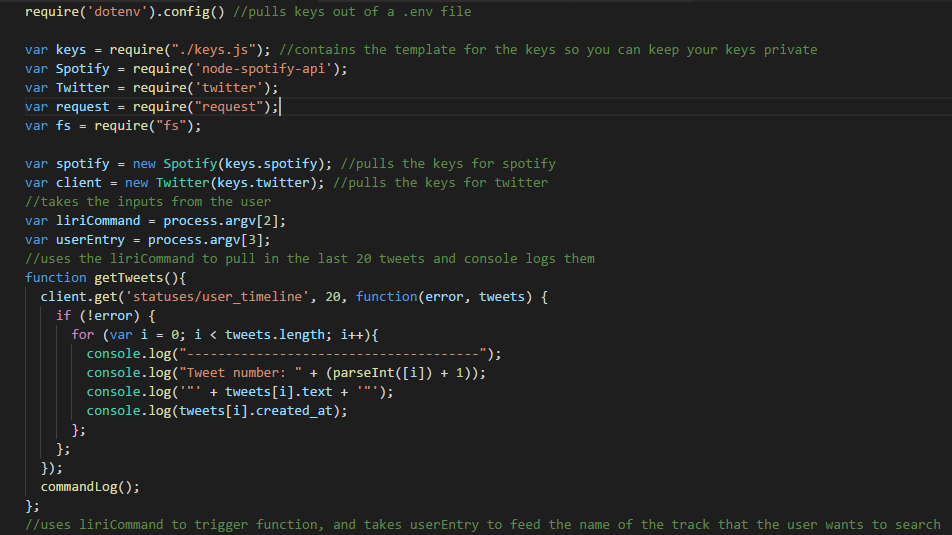 require('dotenv').config() //pulls keys out of a .env file
var keys = require("./keys.js"); //contains the template for the keys so you can keep your keys private
var Spotify = require('node-spotify-api');
var Twitter = require('twitter');
var request = require("request");
var fs = require("fs");
var spotify = new Spotify(keys.spotify); //pulls the keys for spotify
var client = new Twitter(keys.twitter); //pulls the keys for twitter
//takes the inputs from the user
var liriCommand = process.argv[2];
var userEntry = process.argv[3];
//uses the liriCommand to pull in the last 20 tweets and console logs them
function getTweets(){
  client.get('statuses/user_timeline', 20, function(error, tweets) {
    if (!error) {
      for (var i = 0; i < tweets.length; i++){
        console.log("--------------------------------------");
        console.log("Tweet number: " + (parseInt([i]) + 1));
        console.log('"' + tweets[i].text + '"');
        console.log(tweets[i].created_at);
      };
    };
  });
  commandLog();
};
//uses liriCommand to trigger function, and takes userEntry to feed the name of the track that the user wants to search